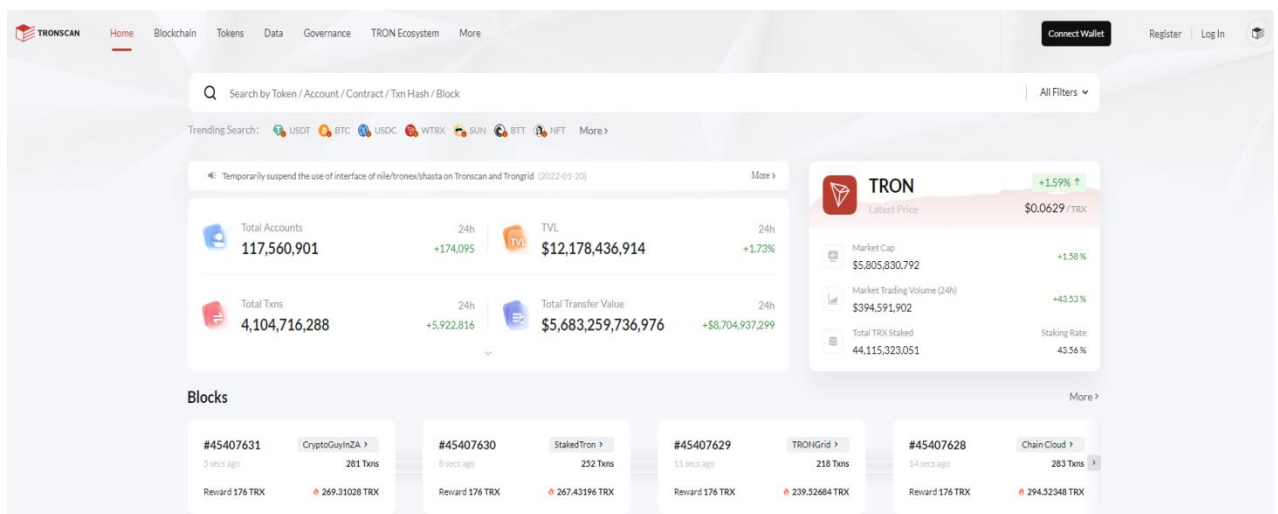 TRONSCAN Home Blockchain Tokens Data Governance TRON Ecosystem More Connect Wallet Register Log In
Search by Token / Account / Contract / Txn Hash / Block All Filters
Trending Search: USDT BTC USDC WTRX SUN BTT NFT More >
Temporarily suspend the use of interface of nile/tronex/shasta on Tronscan and Trongrid (2022-01-20) More >
Total Accounts 24h
117,560,901 +174,095
TVL 24h
TVL
$12,178,436,914 +1.73%
Total Txns 24h
4,104,716,288 +5,922,816
Total Transfer Value 24h
$5,683,259,736,976 +$8,704,937,299
TRON +1.59% ↑
Latest Price $0.0629 / TRX
Market Cap
$5,805,830,792 +1.58 %
Market Trading Volume (24h)
$394,591,902 +43.53 %
Total TRX Staked Staking Rate
44,115,323,051 43.56 %
Blocks More >
#45407631 CryptoGuyInZA >
5 secs ago 281 Txns
Reward 176 TRX 269.31028 TRX
#45407630 StakedTron >
8 secs ago 252 Txns
Reward 176 TRX 267.43196 TRX
#45407629 TRONGrid >
11 secs ago 218 Txns
Reward 176 TRX 239.52684 TRX
#45407628 Chain Cloud >
14 secs ago 283 Txns
Reward 176 TRX 294.52348 TRX